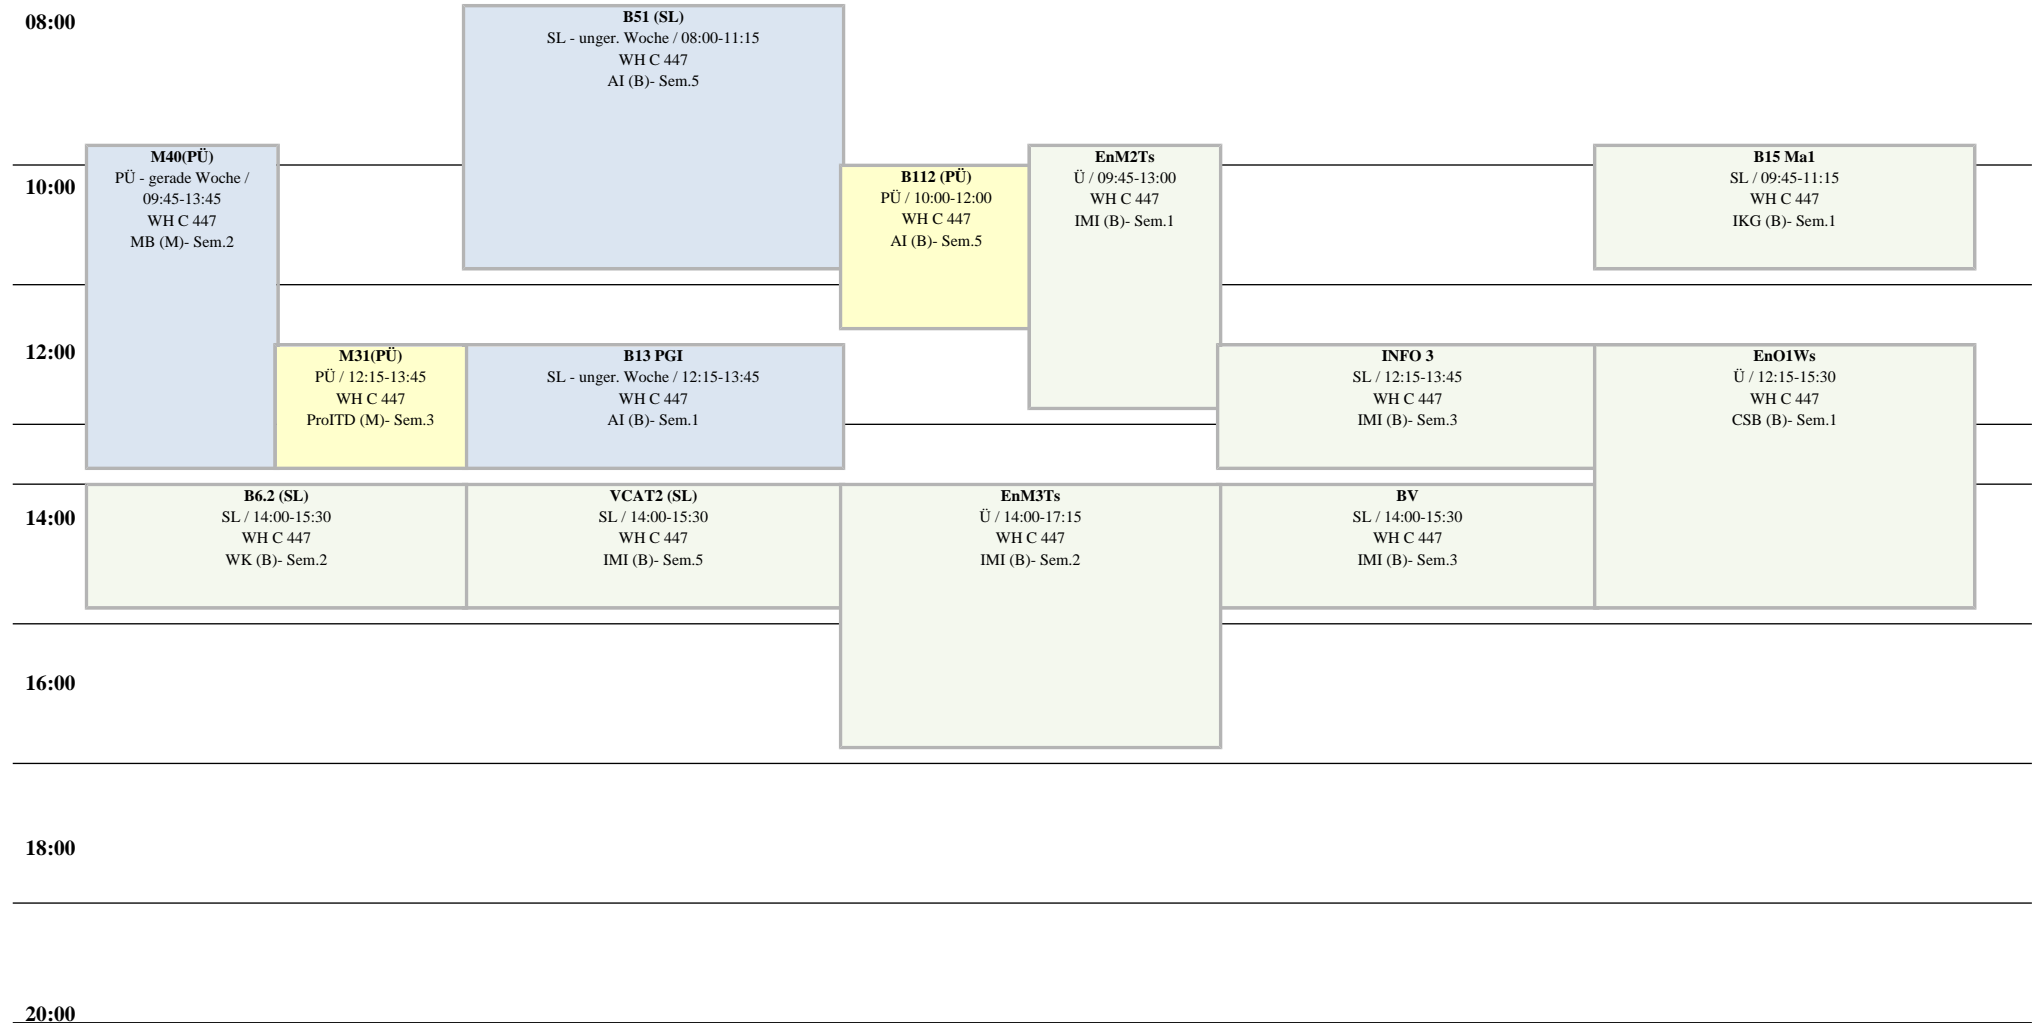 08:00
B51 (SL)
SL - unger. Woche / 08:00-11:15
WH C 447
AI (B)- Sem.5
M40(PÜ)
PÜ - gerade Woche /
09:45-13:45
WH C 447
MB (M)- Sem.2
EnM2Ts
Ü / 09:45-13:00
WH C 447
IMI (B)- Sem.1
B15 Ma1
SL / 09:45-11:15
WH C 447
IKG (B)- Sem.1
10:00
B112 (PÜ)
PÜ / 10:00-12:00
WH C 447
AI (B)- Sem.5
12:00
M31(PÜ)
PÜ / 12:15-13:45
WH C 447
ProITD (M)- Sem.3
B13 PGI
SL - unger. Woche / 12:15-13:45
WH C 447
AI (B)- Sem.1
INFO 3
SL / 12:15-13:45
WH C 447
IMI (B)- Sem.3
EnO1Ws
Ü / 12:15-15:30
WH C 447
CSB (B)- Sem.1
14:00
B6.2 (SL)
SL / 14:00-15:30
WH C 447
WK (B)- Sem.2
VCAT2 (SL)
SL / 14:00-15:30
WH C 447
IMI (B)- Sem.5
EnM3Ts
Ü / 14:00-17:15
WH C 447
IMI (B)- Sem.2
BV
SL / 14:00-15:30
WH C 447
IMI (B)- Sem.3
16:00
18:00
20:00